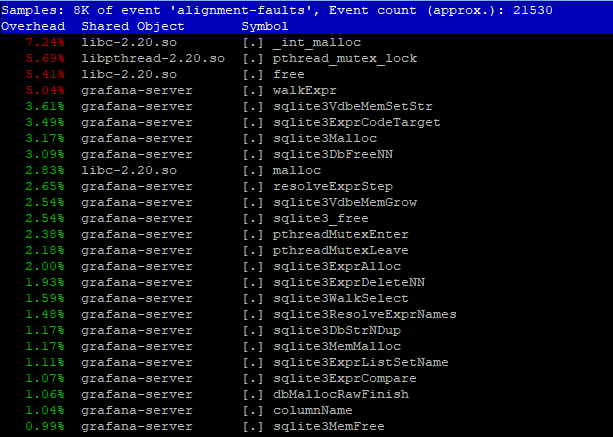 Samples: 8K of event 'alignment-faults', Event count (approx.): 21530
Overhead  Shared Object       Symbol
7.24%  libc-2.20.so        [.] _int_malloc
5.69%  libpthread-2.20.so  [.] pthread_mutex_lock
5.41%  libc-2.20.so        [.] free
5.04%  grafana-server      [.] walkExpr
3.61%  grafana-server      [.] sqlite3VdbeMemSetStr
3.49%  grafana-server      [.] sqlite3ExprCodeTarget
3.17%  grafana-server      [.] sqlite3Malloc
3.09%  grafana-server      [.] sqlite3DbFreeNN
2.83%  libc-2.20.so        [.] malloc
2.65%  grafana-server      [.] resolveExprStep
2.54%  grafana-server      [.] sqlite3VdbeMemGrow
2.54%  grafana-server      [.] sqlite3_free
2.38%  grafana-server      [.] pthreadMutexEnter
2.18%  grafana-server      [.] pthreadMutexLeave
2.00%  grafana-server      [.] sqlite3ExprAlloc
1.93%  grafana-server      [.] sqlite3ExprDeleteNN
1.59%  grafana-server      [.] sqlite3WalkSelect
1.48%  grafana-server      [.] sqlite3ResolveExprNames
1.17%  grafana-server      [.] sqlite3DbStrNDup
1.17%  grafana-server      [.] sqlite3MemMalloc
1.11%  grafana-server      [.] sqlite3ExprListSetName
1.07%  grafana-server      [.] sqlite3ExprCompare
1.06%  grafana-server      [.] dbMallocRawFinish
1.04%  grafana-server      [.] columnName
0.99%  grafana-server      [.] sqlite3MemFree